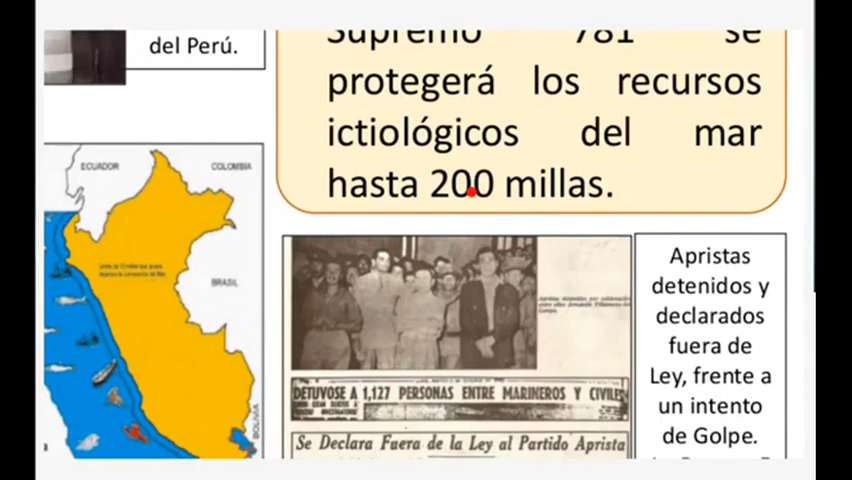 del Perú.
Supremo 781 se
protegerá los recursos
ictiológicos del mar
hasta 200 millas.
ECUADOR
COLOMBIA
BRASIL
BOLIVIA
DETUVOSE A 1,127 PERSONAS ENTRE MARINEROS Y CIVILES
Se Declara Fuera de la Ley al Partido Aprista
Apristas
detenidos y
declarados
fuera de
Ley, frente a
un intento
de Golpe.